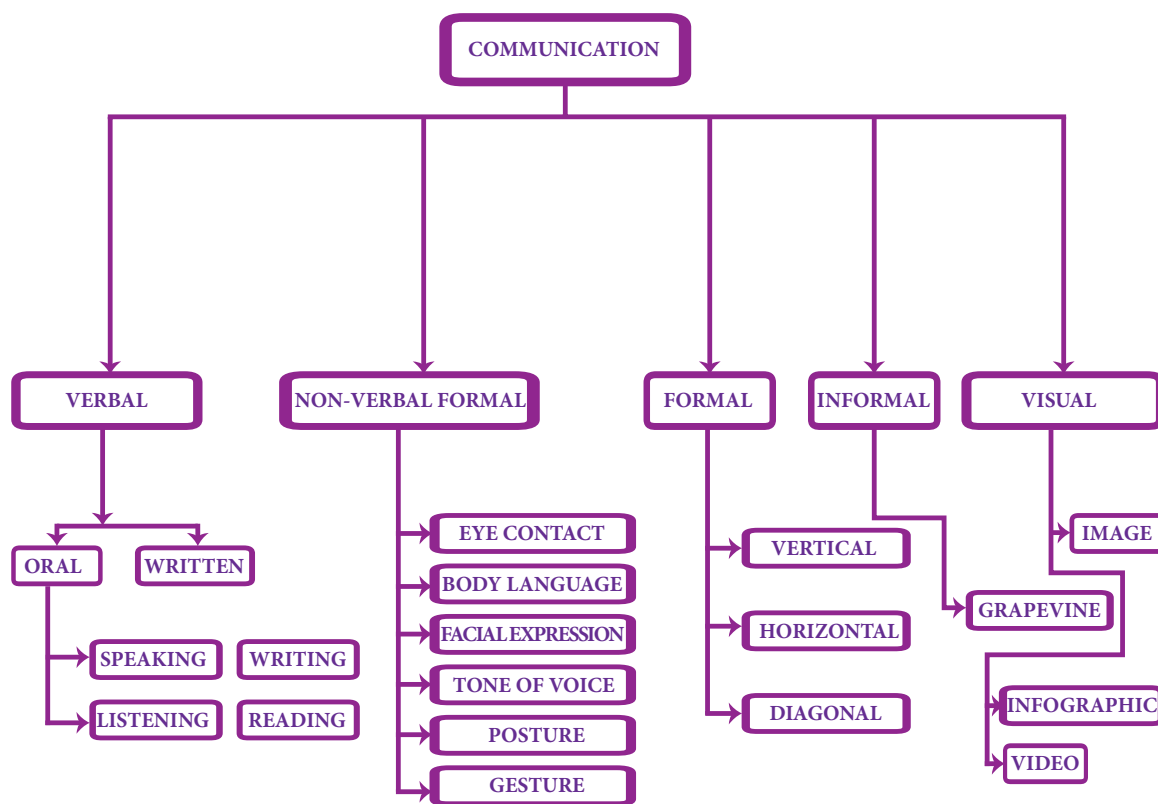 COMMUNICATION
VERBAL
NON-VERBAL FORMAL
FORMAL
INFORMAL
VISUAL
ORAL
WRITTEN
SPEAKING
WRITING
LISTENING
READING
EYE CONTACT
BODY LANGUAGE
FACIAL EXPRESSION
TONE OF VOICE
POSTURE
GESTURE
VERTICAL
HORIZONTAL
DIAGONAL
GRAPEVINE
IMAGE
INFOGRAPHIC
VIDEO